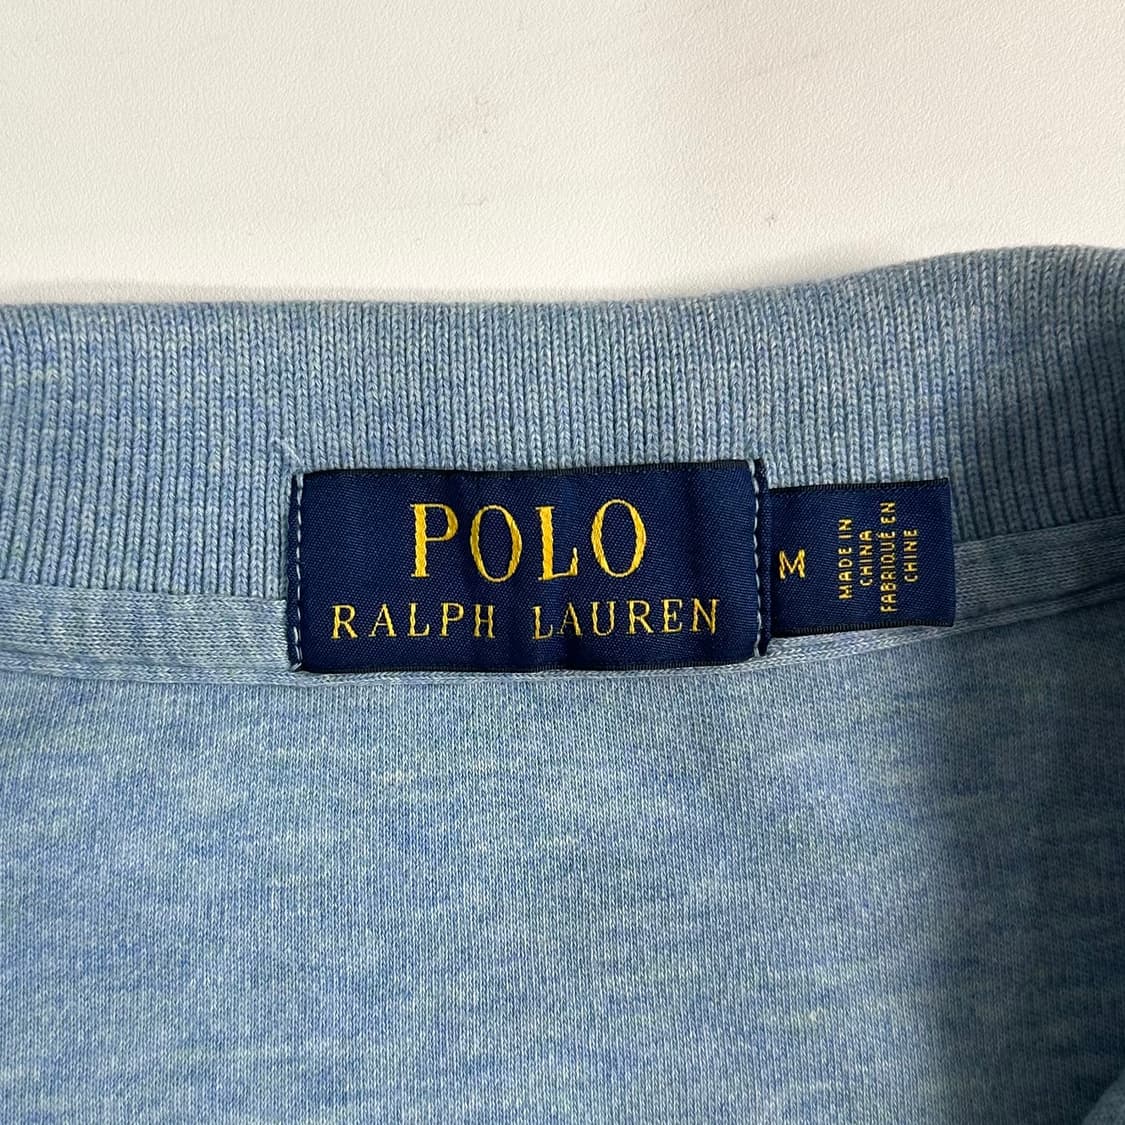 POLO
RALPH LAUREN
M
MADE IN
CHINA
FABRIQUÉ EN
CHINE